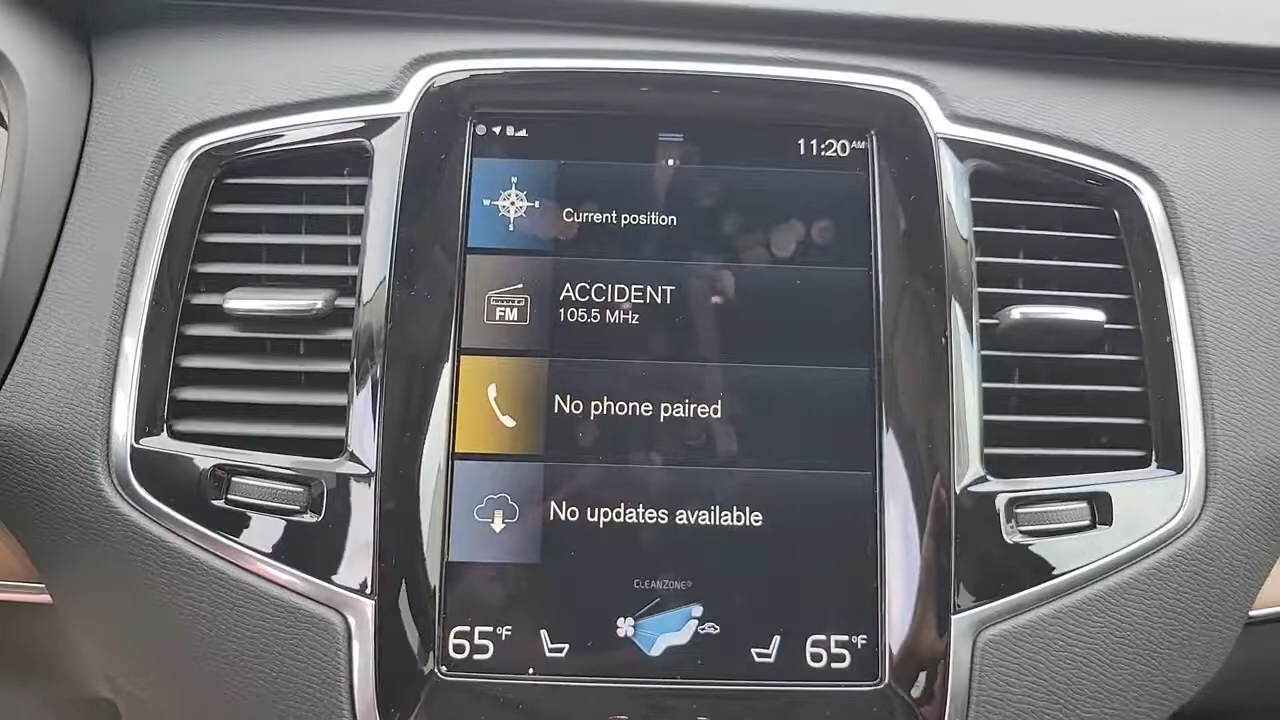 11:20AM
N
W E
S
Current position
FM
ACCIDENT
105.5 MHz
No phone paired
No updates available
CLEANZONE®
65°F 65°F